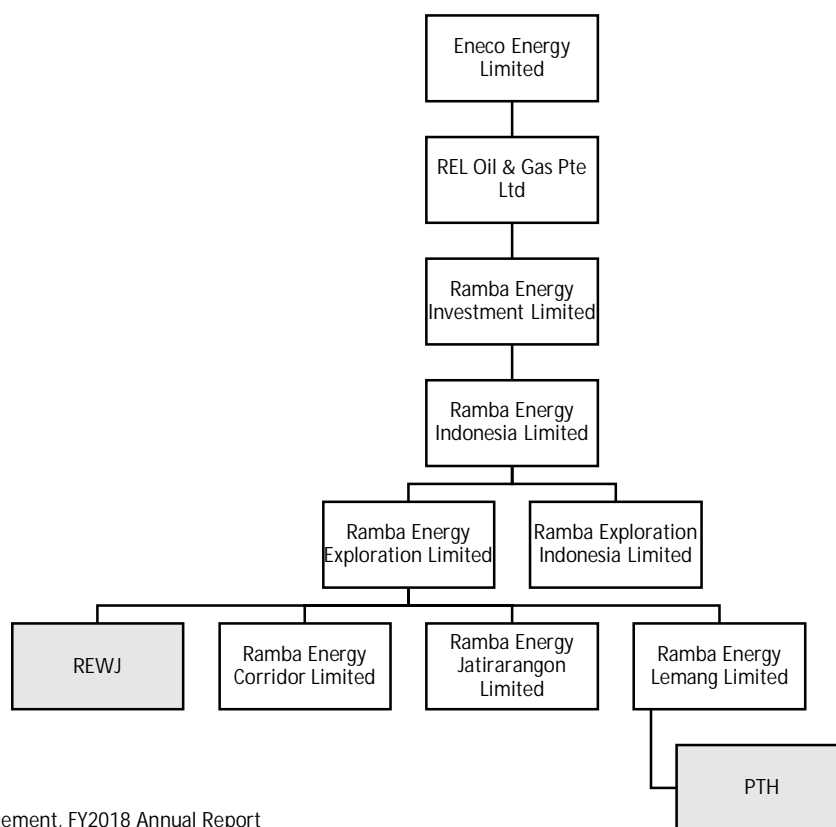 Eneco Energy
Limited
REL Oil & Gas Pte
Ltd
Ramba Energy
Investment Limited
Ramba Energy
Indonesia Limited
Ramba Energy
Exploration Limited
Ramba Exploration
Indonesia Limited
REWJ
Ramba Energy
Corridor Limited
Ramba Energy
Jatirarangon
Limited
Ramba Energy
Lemang Limited
PTH
FY2018 Annual Report